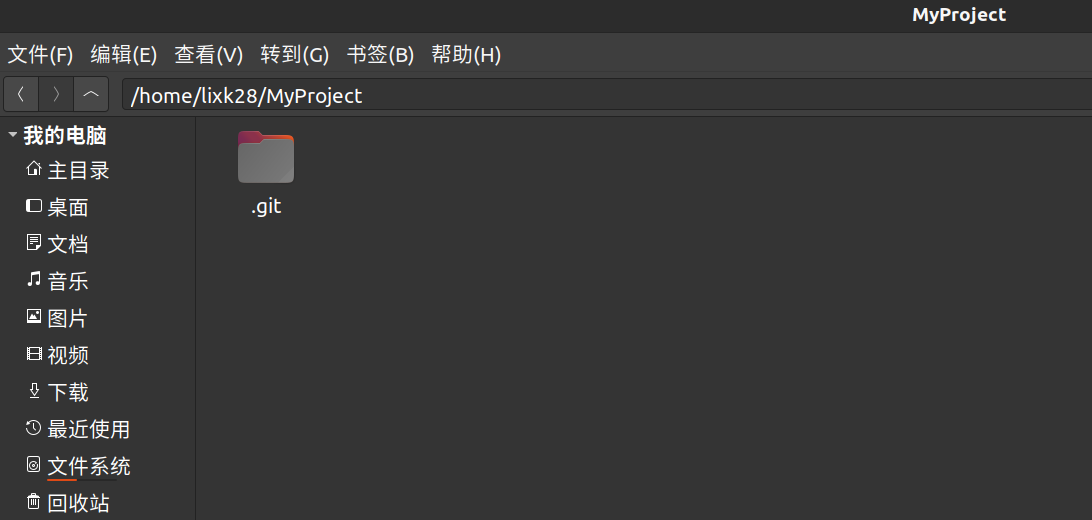 MyProject
文件(F) 编辑(E) 查看(V) 转到(G) 书签(B) 帮助(H)
/home/lixk28/MyProject
我的电脑
主目录
桌面
文档
音乐
图片
视频
下载
最近使用
文件系统
回收站
.git